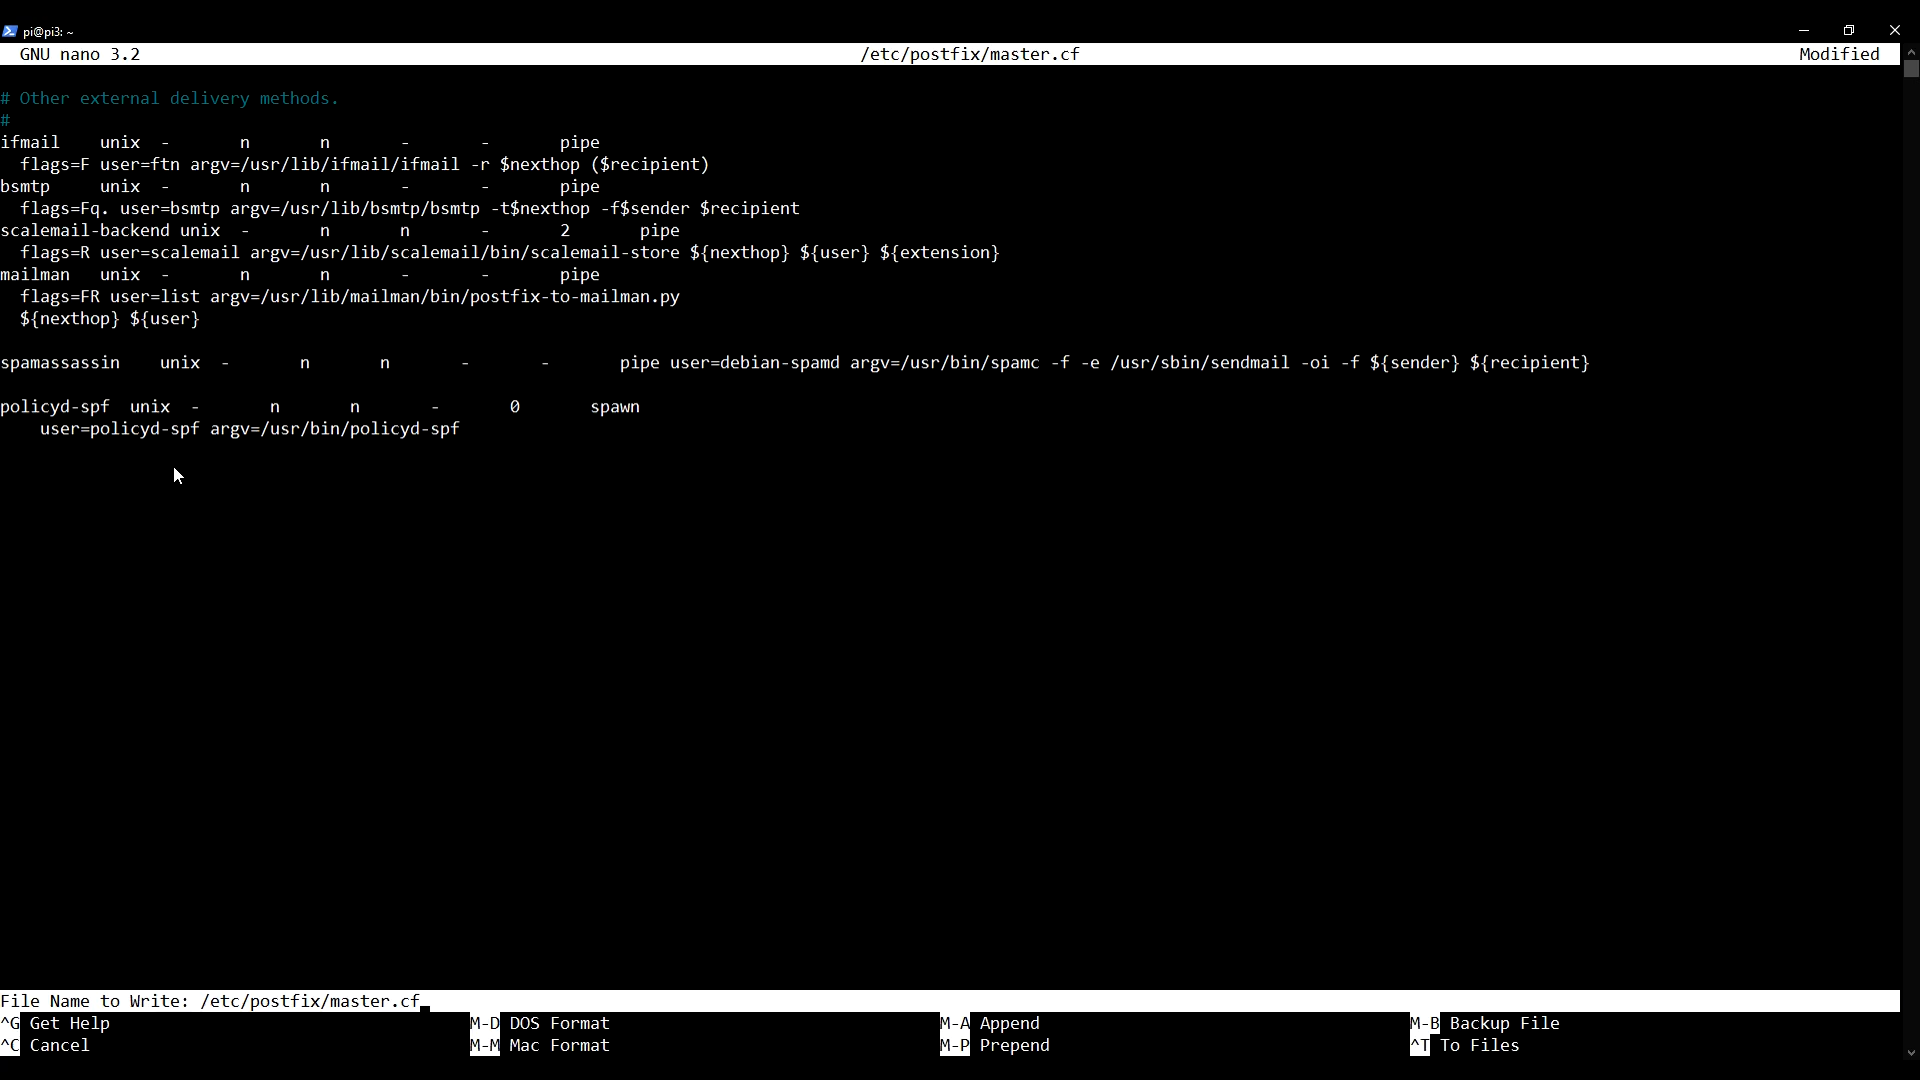 pi@pi3: ~
GNU nano 3.2 /etc/postfix/master.cf Modified
# Other external delivery methods.
#
ifmail    unix  -       n       n       -       -       pipe
  flags=F user=ftn argv=/usr/lib/ifmail/ifmail -r $nexthop ($recipient)
bsmtp     unix  -       n       n       -       -       pipe
  flags=Fq. user=bsmtp argv=/usr/lib/bsmtp/bsmtp -t$nexthop -f$sender $recipient
scalemail-backend unix  -       n       n       -       2       pipe
  flags=R user=scalemail argv=/usr/lib/scalemail/bin/scalemail-store ${nexthop} ${user} ${extension}
mailman   unix  -       n       n       -       -       pipe
  flags=FR user=list argv=/usr/lib/mailman/bin/postfix-to-mailman.py
  ${nexthop} ${user}
spamassassin    unix  -       n       n       -       -       pipe user=debian-spamd argv=/usr/bin/spamc -f -e /usr/sbin/sendmail -oi -f ${sender} ${recipient}
policyd-spf  unix  -       n       n       -       0       spawn
    user=policyd-spf argv=/usr/bin/policyd-spf
File Name to Write: /etc/postfix/master.cf
^G Get Help M-D DOS Format M-A Append M-B Backup File
^C Cancel M-M Mac Format M-P Prepend ^T To Files